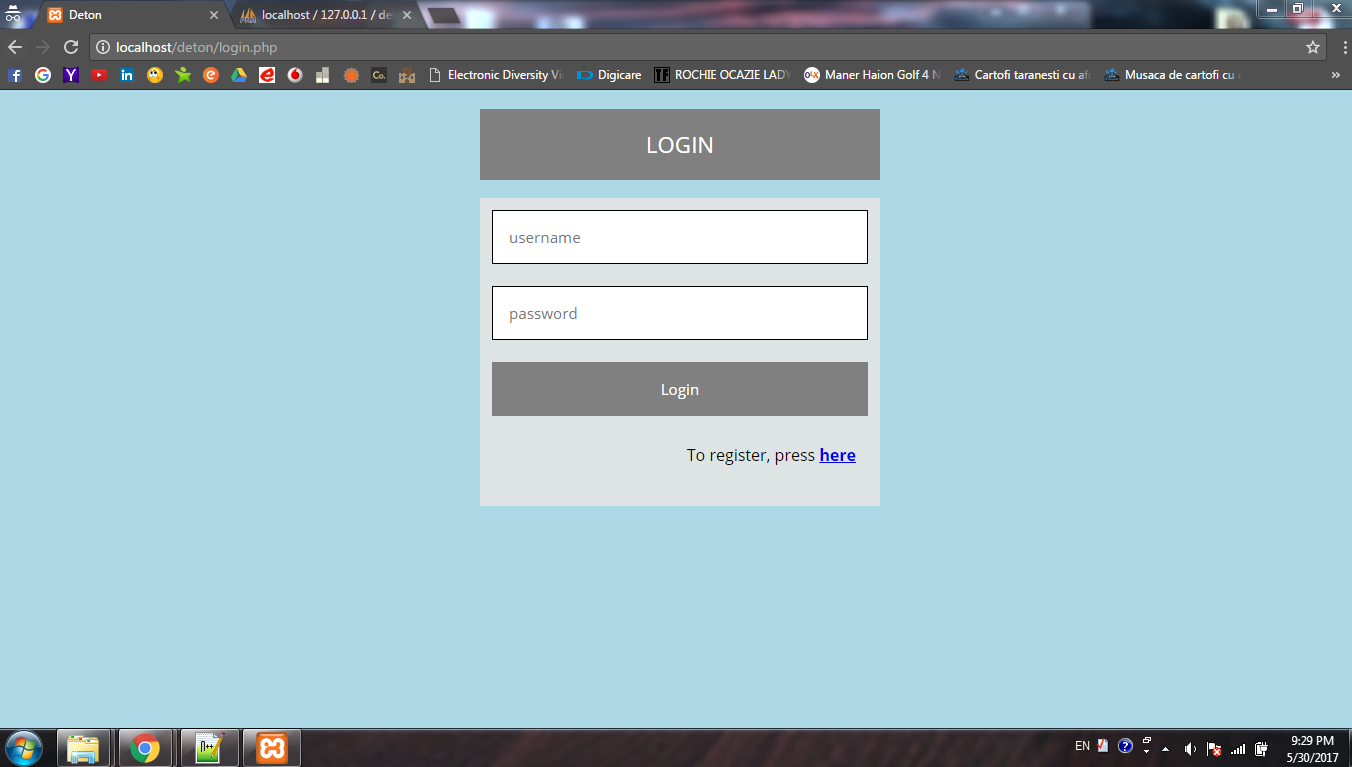 Deton
localhost / 127.0.0.1 / de
localhost/deton/login.php
Electronic Diversity Vi
Digicare
ROCHIE OCAZIE LADY
Maner Haion Golf 4 N
Cartofi taranesti cu af
Musaca de cartofi cu
LOGIN
username
password
Login
To register, press here
EN
9:29 PM
5/30/2017